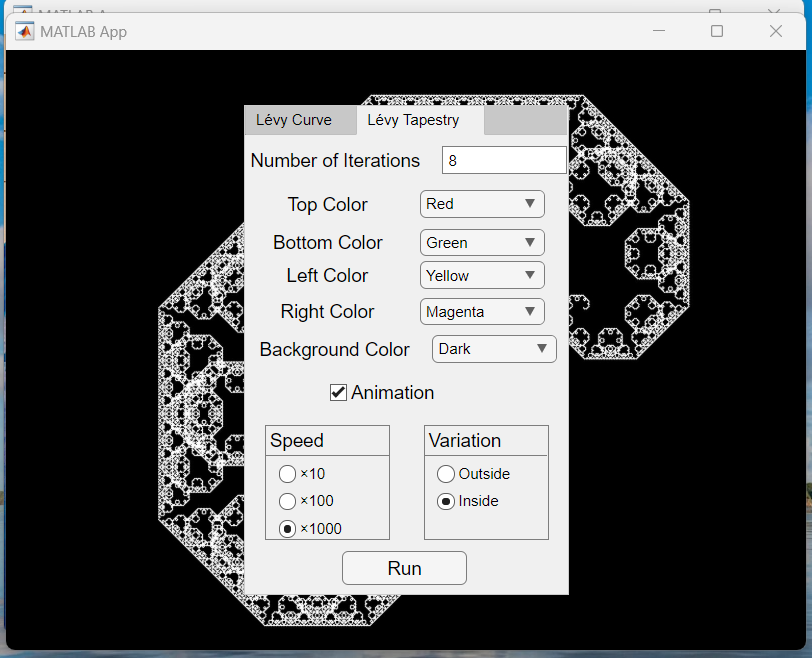 MATLAB App
Lévy Curve Lévy Tapestry
Number of Iterations 8
Top Color Red
Bottom Color Green
Left Color Yellow
Right Color Magenta
Background Color Dark
Animation
Speed
×10
×100
×1000
Variation
Outside
Inside
Run